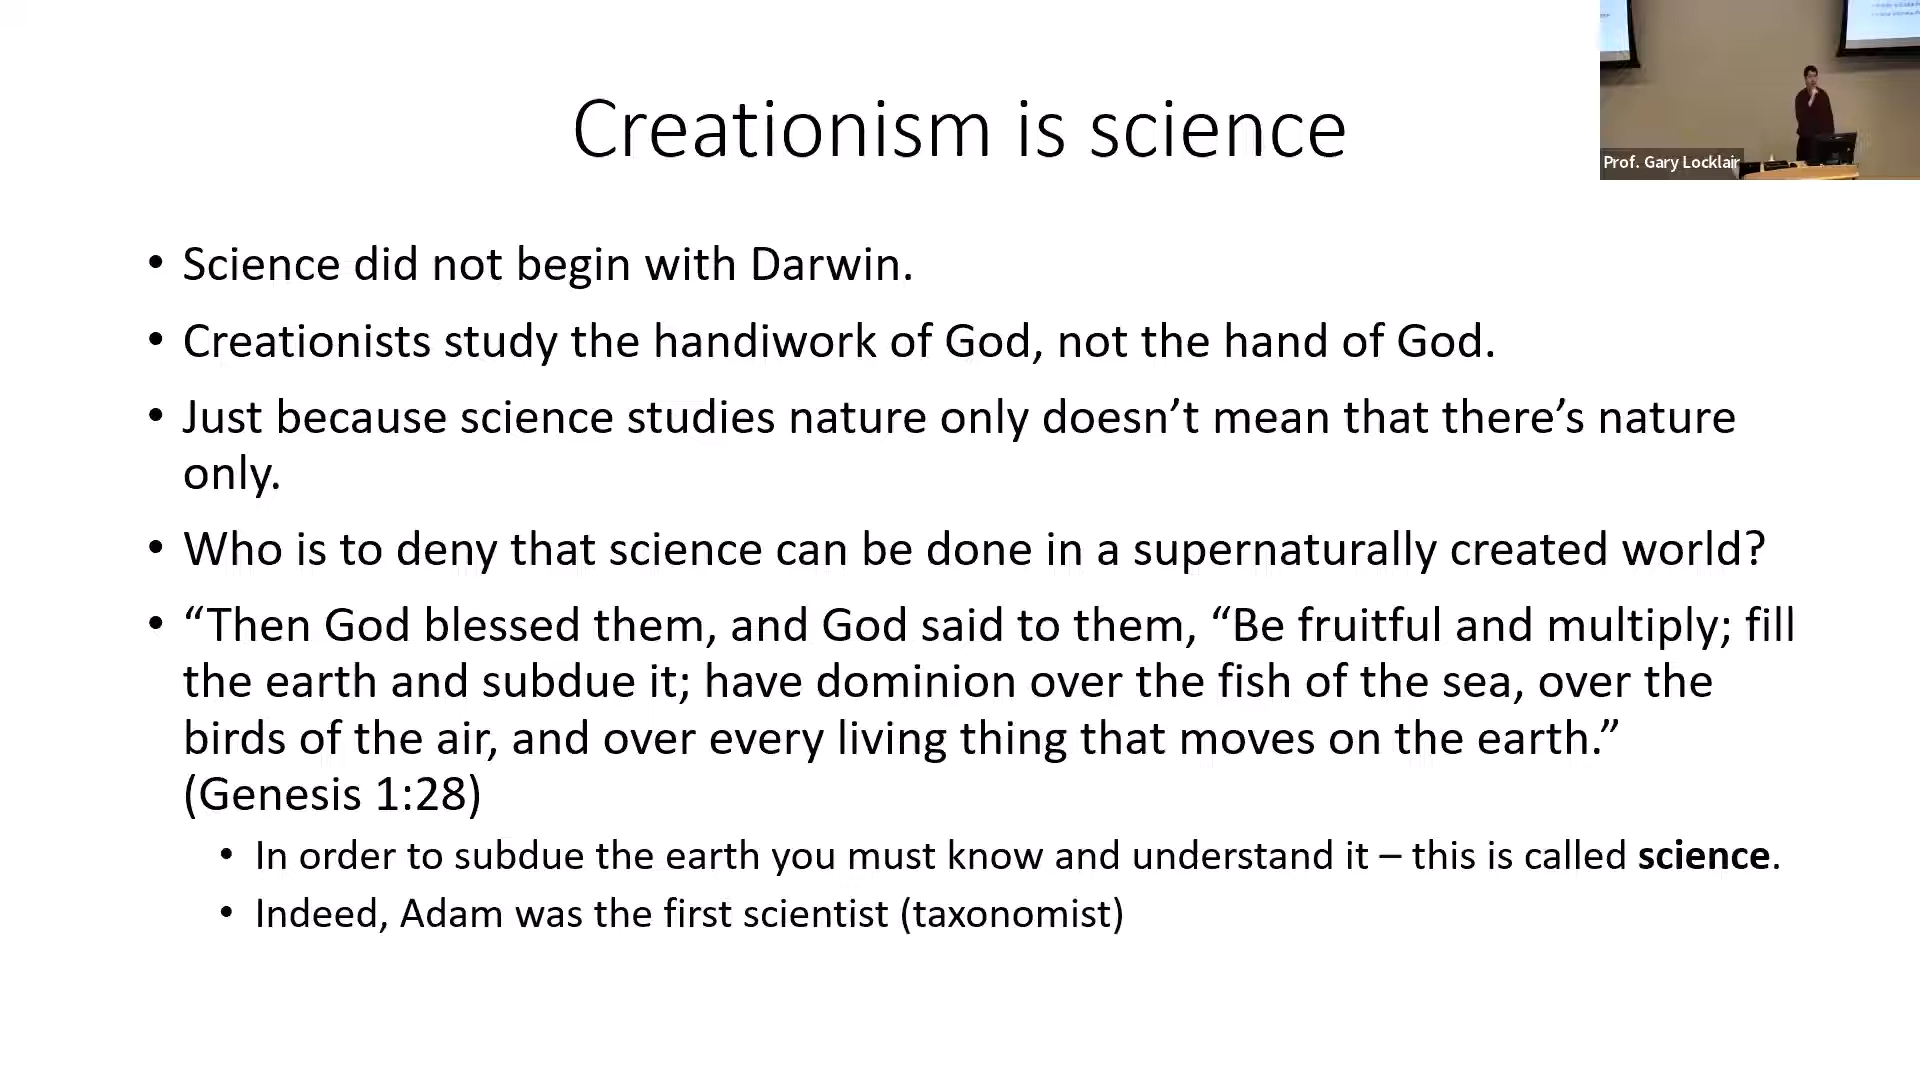 Creationism is science
Prof. Gary Locklair
• Science did not begin with Darwin.
• Creationists study the handiwork of God, not the hand of God.
• Just because science studies nature only doesn’t mean that there’s nature
only.
• Who is to deny that science can be done in a supernaturally created world?
• “Then God blessed them, and God said to them, “Be fruitful and multiply; fill
the earth and subdue it; have dominion over the fish of the sea, over the
birds of the air, and over every living thing that moves on the earth.”
(Genesis 1:28)
• In order to subdue the earth you must know and understand it – this is called science.
• Indeed, Adam was the first scientist (taxonomist)